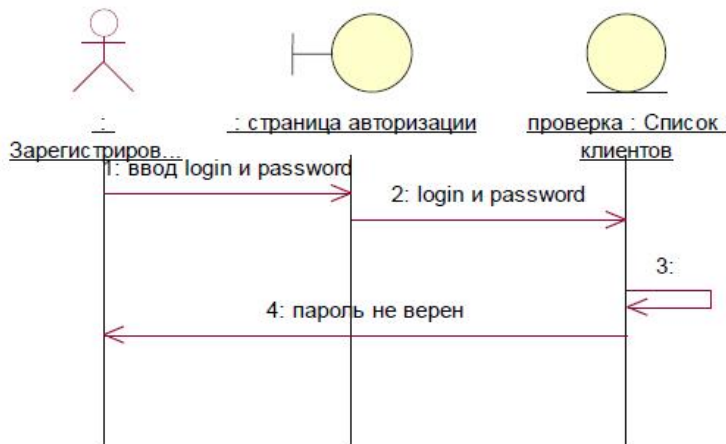 :
Зарегистриров...
: страница авторизации
проверка : Список
клиентов
1: ввод login и password
2: login и password
3:
4: пароль не верен